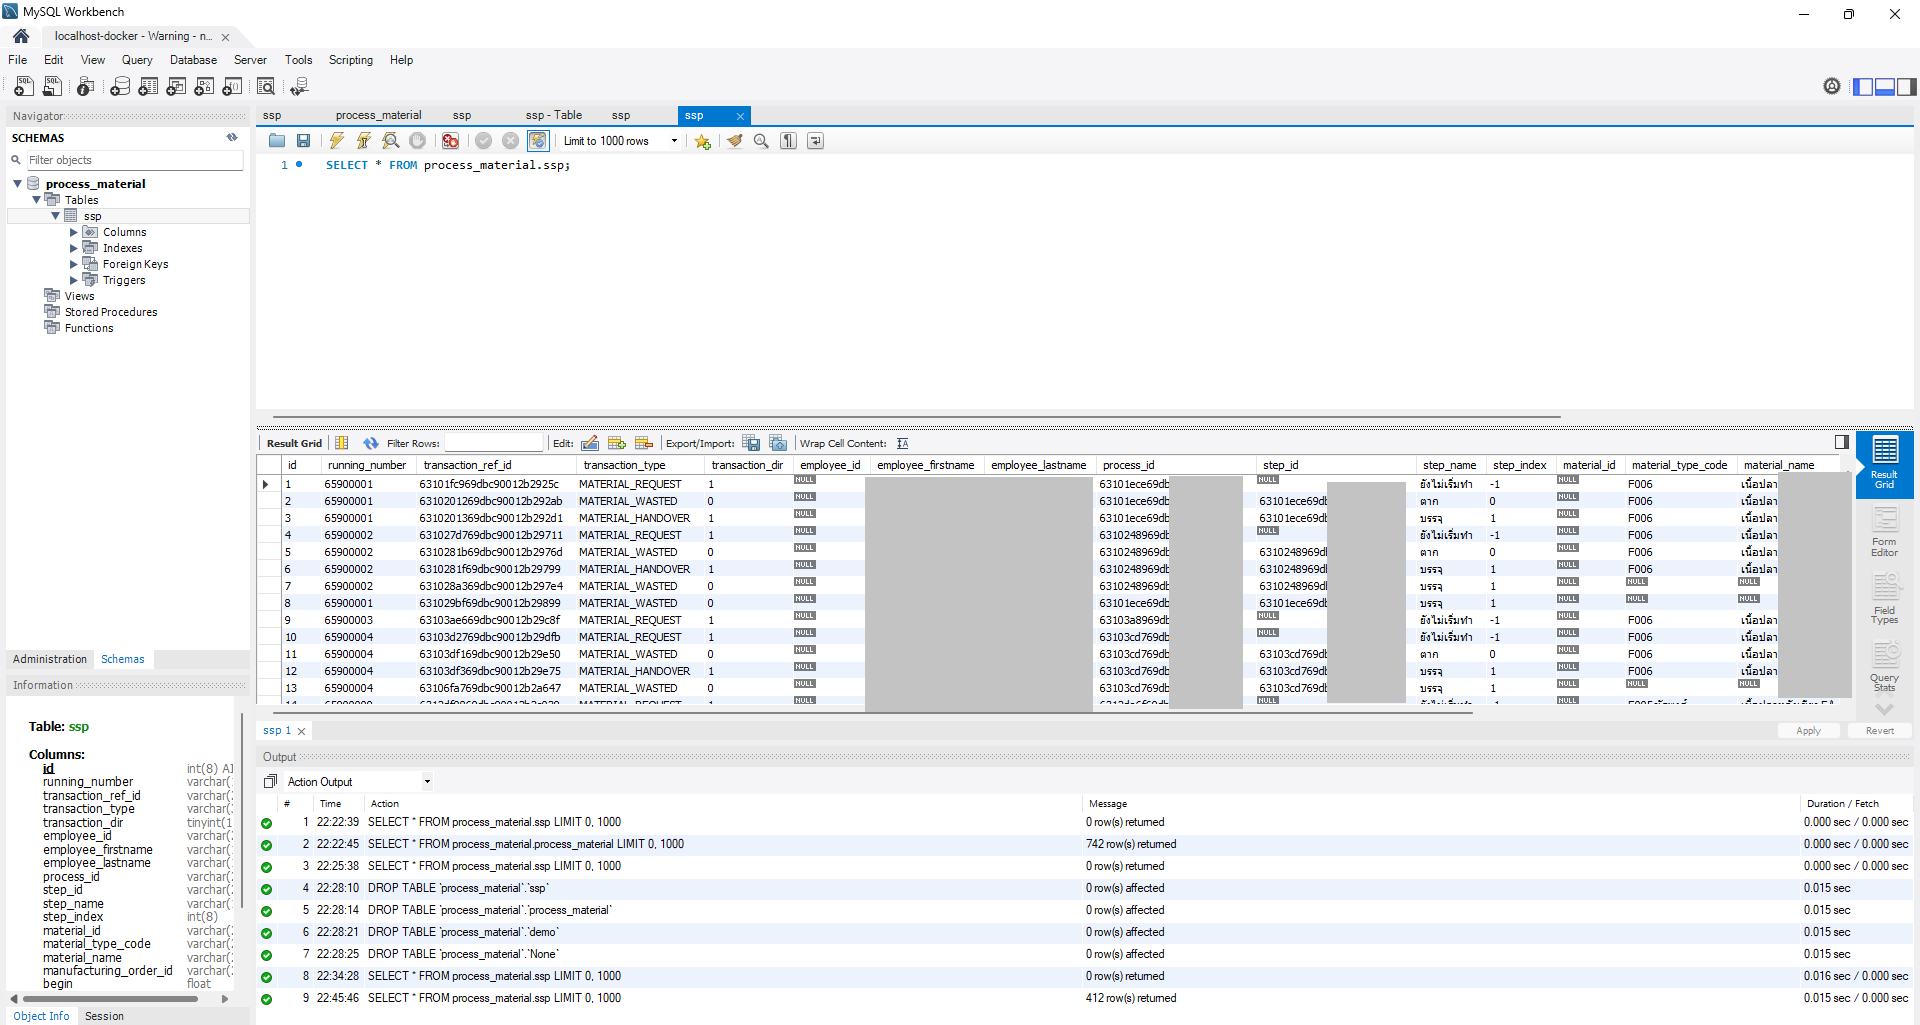 MySQL Workbench
localhost-docker - Warning - n...
File Edit View Query Database Server Tools Scripting Help
Navigator
SCHEMAS
Filter objects
process_material
Tables
ssp
Columns
Indexes
Foreign Keys
Triggers
Views
Stored Procedures
Functions
Administration Schemas
Information
Table: ssp
Columns:
id int(8) AI
running_number varchar(
transaction_ref_id varchar(
transaction_type varchar(
transaction_dir tinyint(1
employee_id varchar(
employee_firstname varchar(
employee_lastname varchar(
process_id varchar(
step_id varchar(
step_name varchar(
step_index int(8)
material_id varchar(
material_type_code varchar(
material_name varchar(
manufacturing_order_id varchar(
begin float
Object Info Session
ssp process_material ssp ssp - Table ssp ssp
Limit to 1000 rows
1 SELECT * FROM process_material.ssp;
Result Grid Filter Rows: Edit: Export/Import: Wrap Cell Content:
id running_number transaction_ref_id transaction_type transaction_dir employee_id employee_firstname employee_lastname process_id step_id step_name step_index material_id material_type_code material_name
1 65900001 63101fc969dbc90012b2925c MATERIAL_REQUEST 1 NULL 63101ece69db NULL ยังไม่เริ่มทำ -1 NULL F006 เนื้อปลา
2 65900001 6310201269dbc90012b292ab MATERIAL_WASTED 0 NULL 63101ece69db 63101ece69db ตาก 0 NULL F006 เนื้อปลา
3 65900001 6310201369dbc90012b292d1 MATERIAL_HANDOVER 1 NULL 63101ece69db 63101ece69db บรรจุ 1 NULL F006 เนื้อปลา
4 65900002 631027d769dbc90012b29711 MATERIAL_REQUEST 1 NULL 6310248969db NULL ยังไม่เริ่มทำ -1 NULL F006 เนื้อปลา
5 65900002 6310281b69dbc90012b2976d MATERIAL_WASTED 0 NULL 6310248969db 6310248969d ตาก 0 NULL F006 เนื้อปลา
6 65900002 6310281f69dbc90012b29799 MATERIAL_HANDOVER 1 NULL 6310248969db 6310248969d บรรจุ 1 NULL F006 เนื้อปลา
7 65900002 631028a369dbc90012b297e4 MATERIAL_WASTED 0 NULL 6310248969db 6310248969d บรรจุ 1 NULL NULL NULL
8 65900001 631029bf69dbc90012b29899 MATERIAL_WASTED 0 NULL 63101ece69db 63101ece69db บรรจุ 1 NULL NULL NULL
9 65900003 63103ae669dbc90012b29c8f MATERIAL_REQUEST 1 NULL 63103a8969db NULL ยังไม่เริ่มทำ -1 NULL F006 เนื้อปลา
10 65900004 63103d2769dbc90012b29dfb MATERIAL_REQUEST 1 NULL 63103cd769db NULL ยังไม่เริ่มทำ -1 NULL F006 เนื้อปลา
11 65900004 63103df169dbc90012b29e50 MATERIAL_WASTED 0 NULL 63103cd769db 63103cd769db ตาก 0 NULL F006 เนื้อปลา
12 65900004 63103df369dbc90012b29e75 MATERIAL_HANDOVER 1 NULL 63103cd769db 63103cd769db บรรจุ 1 NULL F006 เนื้อปลา
13 65900004 63106fa769dbc90012b2a647 MATERIAL_WASTED 0 NULL 63103cd769db 63103cd769db บรรจุ 1 NULL NULL NULL
Result Grid
Form Editor
Field Types
Query Stats
ssp 1 Apply Revert
Output
Action Output
# Time Action Message Duration / Fetch
1 22:22:39 SELECT * FROM process_material.ssp LIMIT 0, 1000 0 row(s) returned 0.000 sec / 0.000 sec
2 22:22:45 SELECT * FROM process_material.process_material LIMIT 0, 1000 742 row(s) returned 0.000 sec / 0.000 sec
3 22:25:38 SELECT * FROM process_material.ssp LIMIT 0, 1000 0 row(s) returned 0.000 sec / 0.000 sec
4 22:28:10 DROP TABLE `process_material`.`ssp` 0 row(s) affected 0.015 sec
5 22:28:14 DROP TABLE `process_material`.`process_material` 0 row(s) affected 0.015 sec
6 22:28:21 DROP TABLE `process_material`.`demo` 0 row(s) affected 0.015 sec
7 22:28:25 DROP TABLE `process_material`.`None` 0 row(s) affected 0.015 sec
8 22:34:28 SELECT * FROM process_material.ssp LIMIT 0, 1000 0 row(s) returned 0.016 sec / 0.000 sec
9 22:45:46 SELECT * FROM process_material.ssp LIMIT 0, 1000 412 row(s) returned 0.015 sec / 0.000 sec